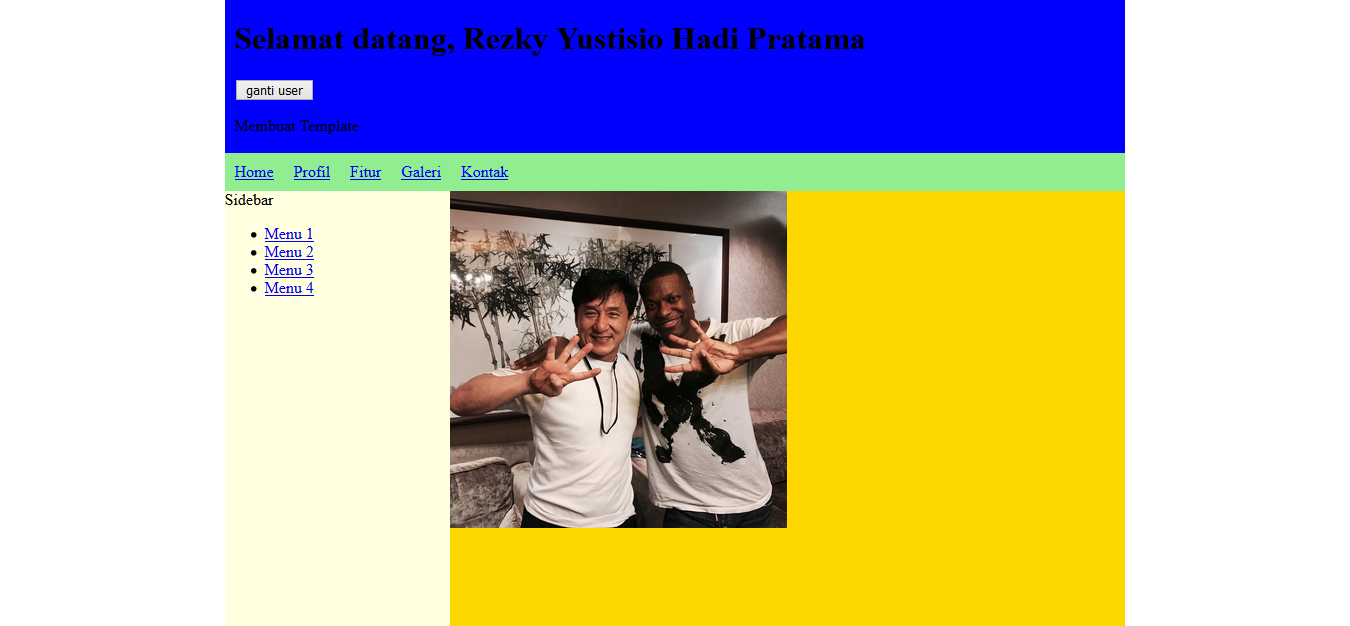 Selamat datang, Rezky Yustisio Hadi Pratama
ganti user
Membuat Template
Home Profil Fitur Galeri Kontak
Sidebar
Menu 1
Menu 2
Menu 3
Menu 4